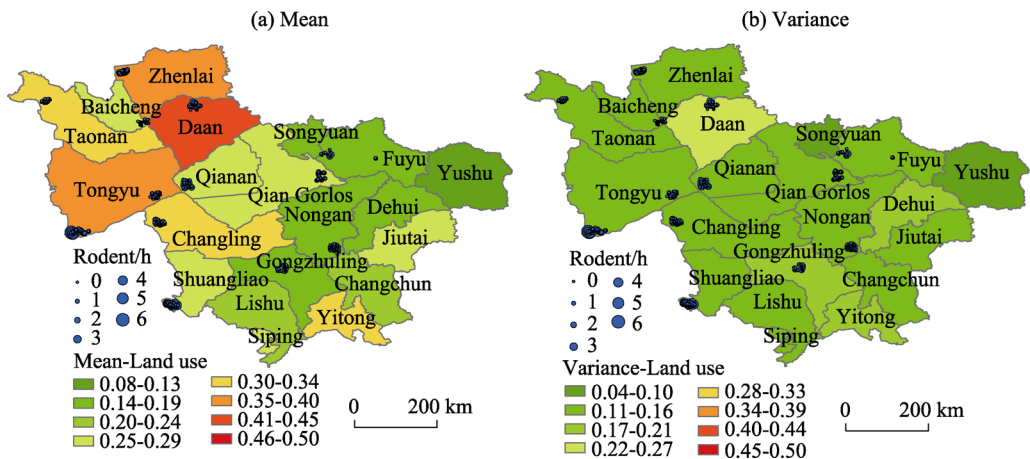 (a) Mean
Zhenlai
Baicheng
Taonan
Daan
Songyuan
Fuyu
Yushu
Qianan
Tongyu
Qian Gorlos
Dehui
Nongan
Changling
Jiutai
Gongzhuling
Shuangliao
Changchun
Lishu
Yitong
Siping
Rodent/h
0 4
1 5
2 6
3
Mean-Land use
0.08–0.13 0.30–0.34
0.14–0.19 0.35–0.40
0.20–0.24 0.41–0.45
0.25–0.29 0.46–0.50
0 200 km
(b) Variance
Zhenlai
Baicheng
Daan
Taonan
Songyuan
Fuyu
Yushu
Qianan
Tongyu
Qian Gorlos
Dehui
Nongan
Changling
Jiutai
Gongzhuling
Shuangliao
Changchun
Lishu
Yitong
Siping
Rodent/h
0 4
1 5
2 6
3
Variance-Land use
0.04–0.10 0.28–0.33
0.11–0.16 0.34–0.39
0.17–0.21 0.40–0.44
0.22–0.27 0.45–0.50
0 200 km